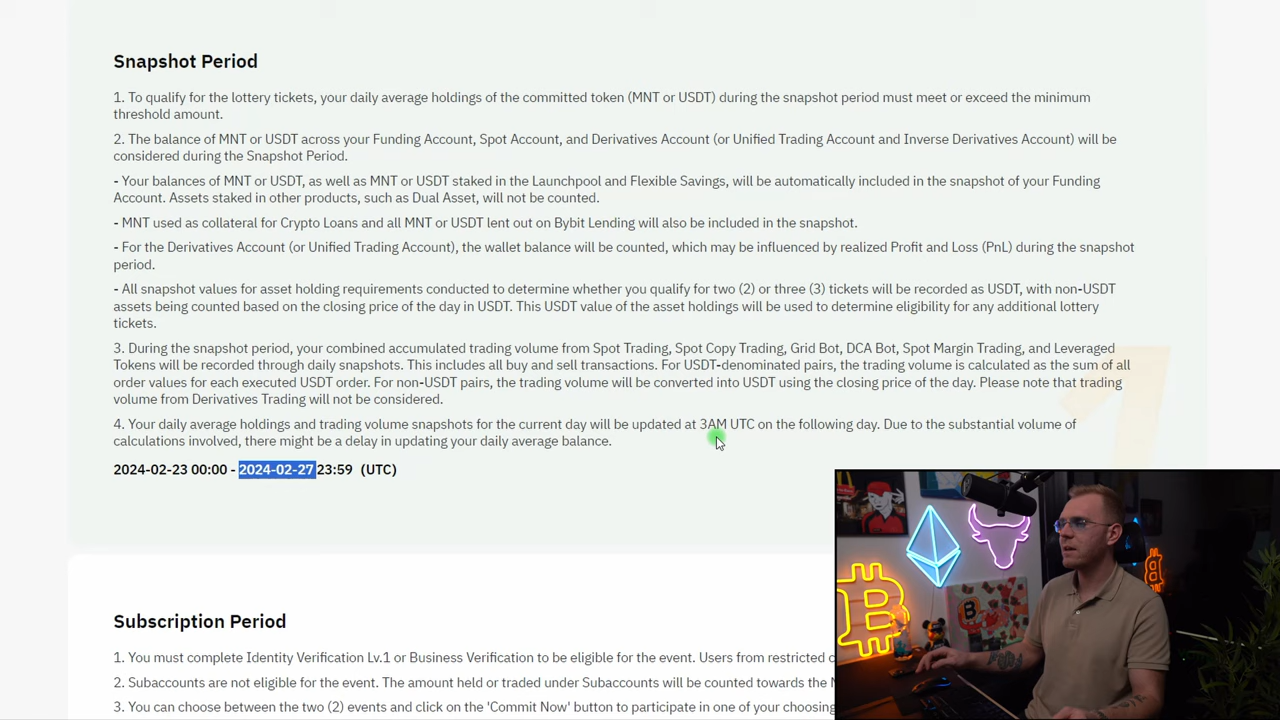 Snapshot Period
1. To qualify for the lottery tickets, your daily average holdings of the committed token (MNT or USDT) during the snapshot period must meet or exceed the minimum
threshold amount.
2. The balance of MNT or USDT across your Funding Account, Spot Account, and Derivatives Account (or Unified Trading Account and Inverse Derivatives Account) will be
considered during the Snapshot Period.
- Your balances of MNT or USDT, as well as MNT or USDT staked in the Launchpool and Flexible Savings, will be automatically included in the snapshot of your Funding
Account. Assets staked in other products, such as Dual Asset, will not be counted.
- MNT used as collateral for Crypto Loans and all MNT or USDT lent out on Bybit Lending will also be included in the snapshot.
- For the Derivatives Account (or Unified Trading Account), the wallet balance will be counted, which may be influenced by realized Profit and Loss (PnL) during the snapshot
period.
- All snapshot values for asset holding requirements conducted to determine whether you qualify for two (2) or three (3) tickets will be recorded as USDT, with non-USDT
assets being counted based on the closing price of the day in USDT. This USDT value of the asset holdings will be used to determine eligibility for any additional lottery
tickets.
3. During the snapshot period, your combined accumulated trading volume from Spot Trading, Spot Copy Trading, Grid Bot, DCA Bot, Spot Margin Trading, and Leveraged
Tokens will be recorded through daily snapshots. This includes all buy and sell transactions. For USDT-denominated pairs, the trading volume is calculated as the sum of all
order values for each executed USDT order. For non-USDT pairs, the trading volume will be converted into USDT using the closing price of the day. Please note that trading
volume from Derivatives Trading will not be considered.
4. Your daily average holdings and trading volume snapshots for the current day will be updated at 3AM UTC on the following day. Due to the substantial volume of
calculations involved, there might be a delay in updating your daily average balance.
2024-02-23 00:00 - 2024-02-27 23:59 (UTC)
Subscription Period
1. You must complete Identity Verification Lv.1 or Business Verification to be eligible for the event. Users from restricted
2. Subaccounts are not eligible for the event. The amount held or traded under Subaccounts will be counted towards the
3. You can choose between the two (2) events and click on the 'Commit Now' button to participate in one of your choosing